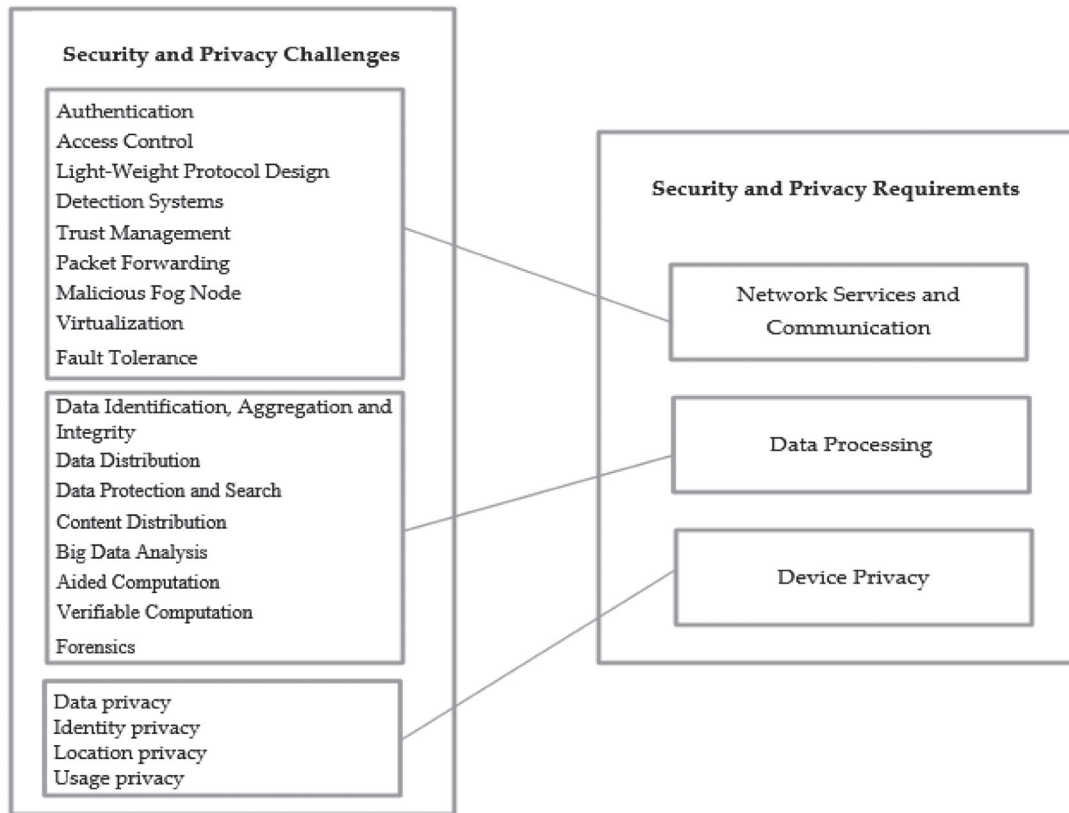 Security and Privacy Challenges
Authentication
Access Control
Light-Weight Protocol Design
Detection Systems
Trust Management
Packet Forwarding
Malicious Fog Node
Virtualization
Fault Tolerance
Data Identification, Aggregation and
Integrity
Data Distribution
Data Protection and Search
Content Distribution
Big Data Analysis
Aided Computation
Verifiable Computation
Forensics
Data privacy
Identity privacy
Location privacy
Usage privacy
Security and Privacy Requirements
Network Services and
Communication
Data Processing
Device Privacy